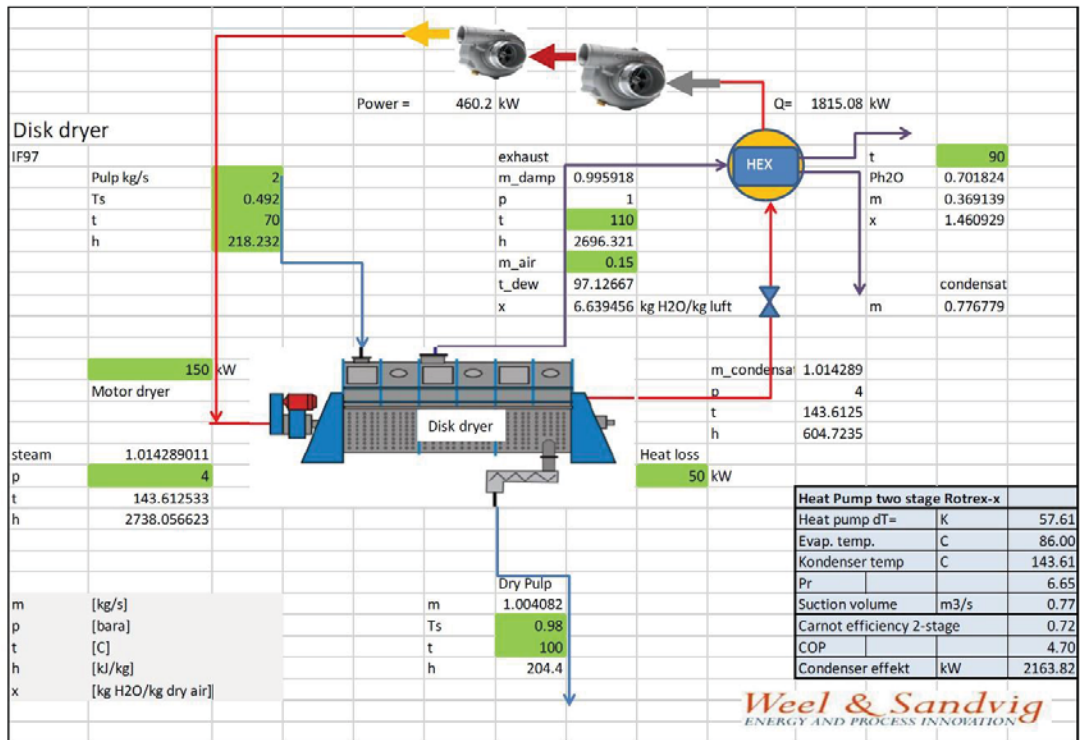 Power = 460.2 kW
Q= 1815.08 kW
Disk dryer
IF97
Pulp kg/s 2
Ts 0.492
t 70
h 218.232
exhaust
m_damp 0.995918
p 1
t 110
h 2696.321
m_air 0.15
t_dew 97.12667
x 6.639456 kg H2O/kg luft
HEX
t 90
Ph2O 0.701824
m 0.369139
x 1.460929
condensat
m 0.776779
150 kW
Motor dryer
Disk dryer
m_condensat 1.014289
p 4
t 143.6125
h 604.7235
steam 1.014289011
p 4
t 143.612533
h 2738.056623
Heat loss
50 kW
Heat Pump two stage Rotrex-x
Heat pump dT= K 57.61
Evap. temp. C 86.00
Kondenser temp C 143.61
Pr 6.65
Suction volume m3/s 0.77
Carnot efficiency 2-stage 0.72
COP 4.70
Condenser effekt kW 2163.82
Dry Pulp
m 1.004082
Ts 0.98
t 100
h 204.4
m [kg/s]
p [bara]
t [C]
h [kJ/kg]
x [kg H2O/kg dry air]
Weel & Sandvig
ENERGY AND PROCESS INNOVATION